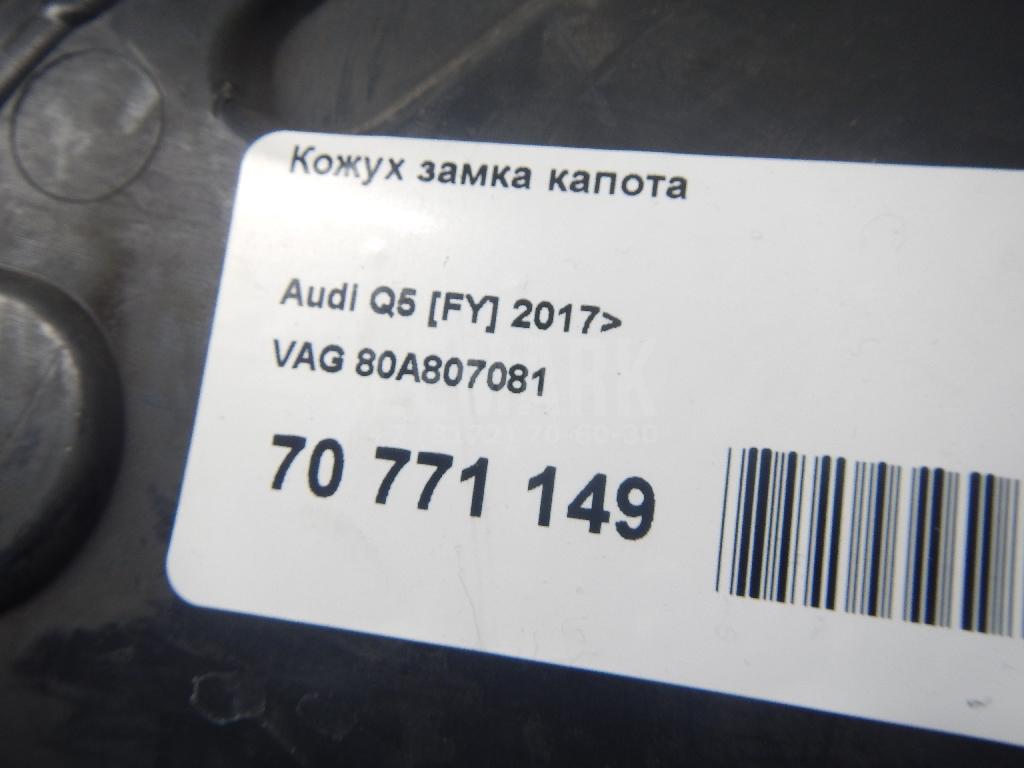 Кожух замка капота
Audi Q5 [FY] 2017>
VAG 80A807081
70 771 149